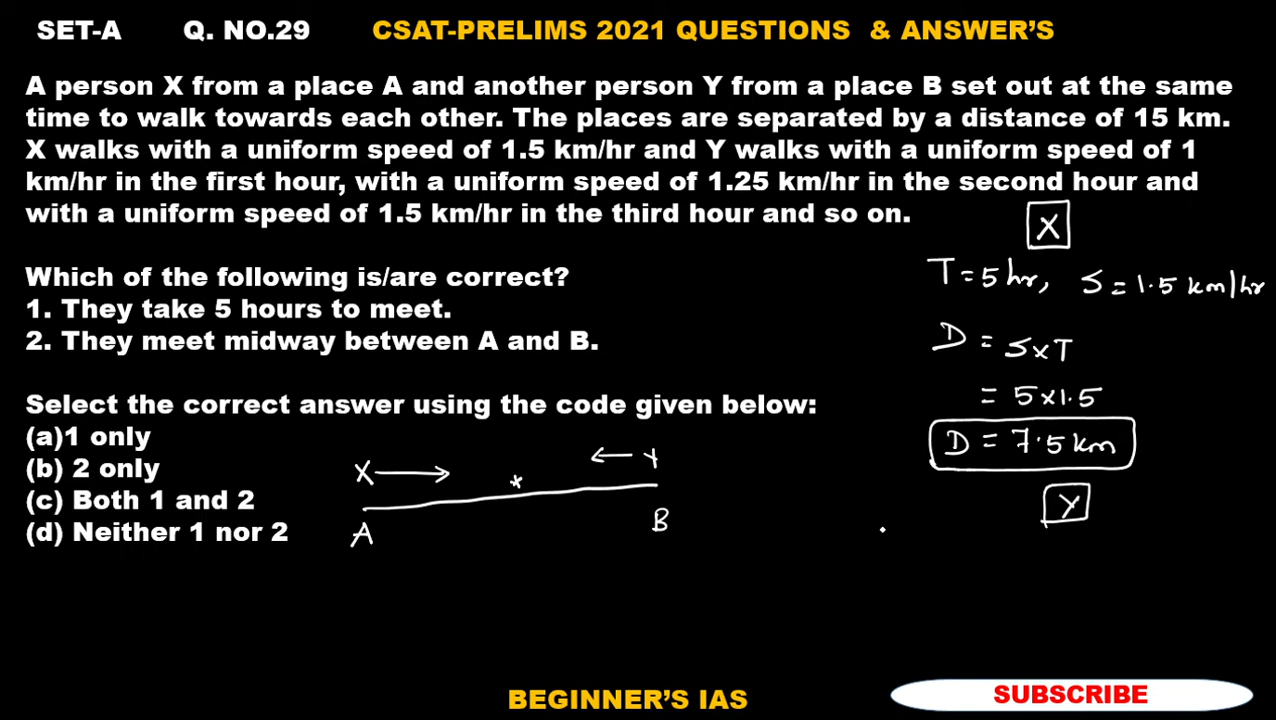 SET-A Q. NO.29 CSAT-PRELIMS 2021 QUESTIONS & ANSWER'S
A person X from a place A and another person Y from a place B set out at the same
time to walk towards each other. The places are separated by a distance of 15 km.
X walks with a uniform speed of 1.5 km/hr and Y walks with a uniform speed of 1
km/hr in the first hour, with a uniform speed of 1.25 km/hr in the second hour and
with a uniform speed of 1.5 km/hr in the third hour and so on.
Which of the following is/are correct?
1. They take 5 hours to meet.
2. They meet midway between A and B.
Select the correct answer using the code given below:
(a)1 only
(b) 2 only
(c) Both 1 and 2
(d) Neither 1 nor 2
X → * ← Y
A B
X
T = 5 hr, S = 1.5 km/hr
D = S×T
= 5×1.5
D = 7.5 km
Y
BEGINNER'S IAS
SUBSCRIBE